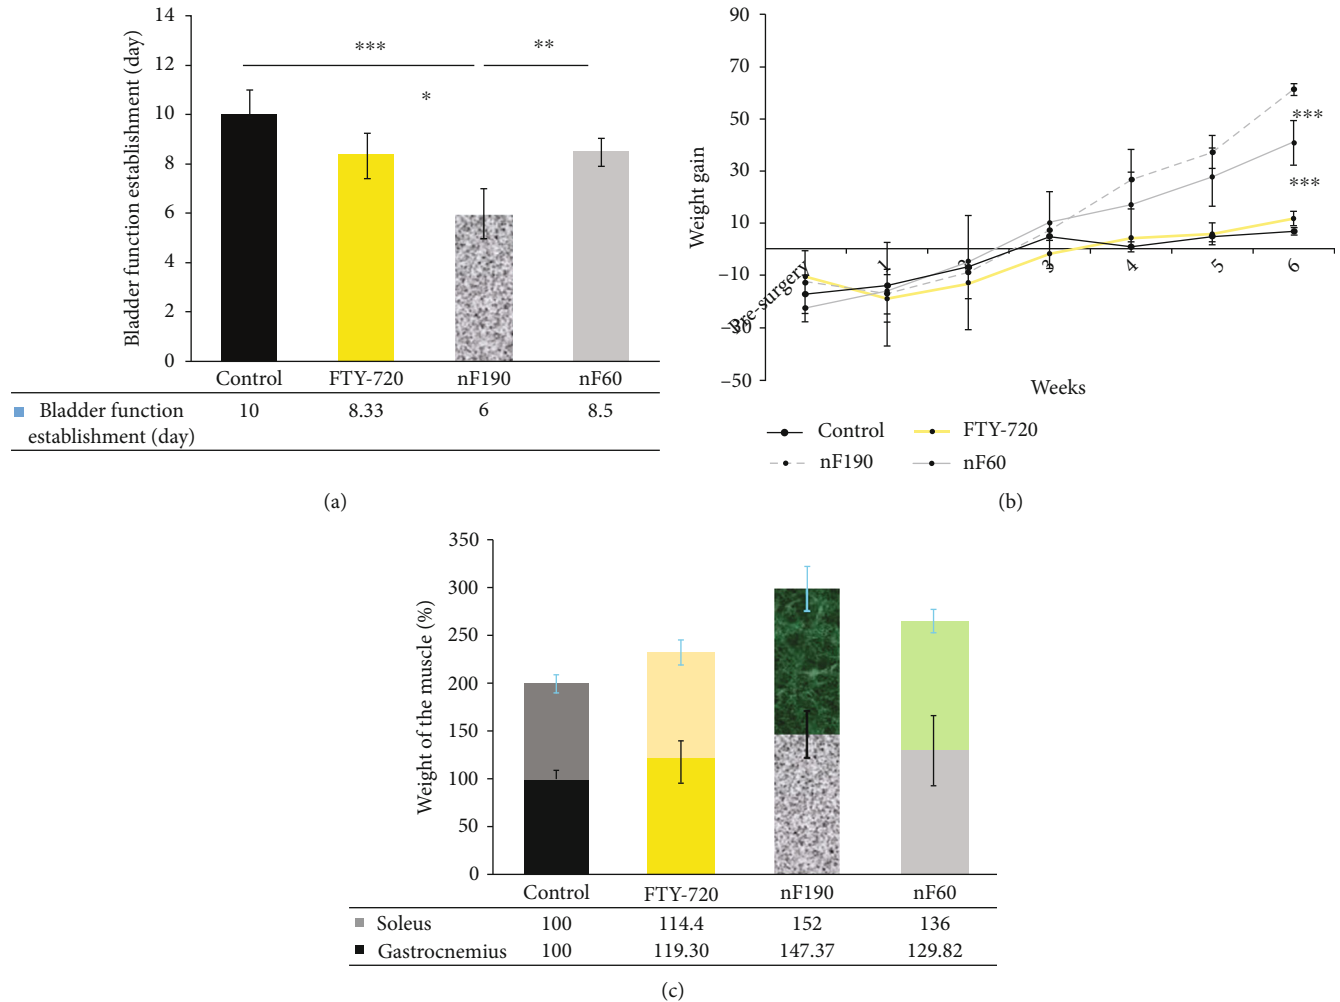 Bladder function establishment (day)
14
12
10
8
6
4
2
0
***
**
*
Control FTY-720 nF190 nF60
Bladder function establishment (day) 10 8.33 6 8.5
(a)
Weight gain
90
70
50
30
10
−10
−30
−50
Pre-surgery 1 2 3 4 5 6
***
***
Weeks
Control FTY-720
nF190 nF60
(b)
Weight of the muscle (%)
350
300
250
200
150
100
50
0
Control FTY-720 nF190 nF60
Soleus 100 114.4 152 136
Gastrocnemius 100 119.30 147.37 129.82
(c)